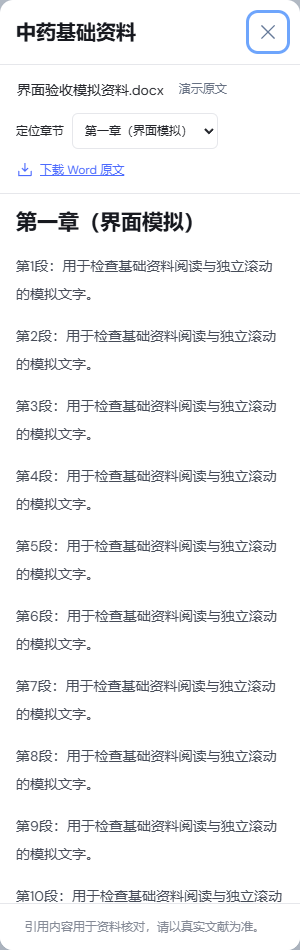 中药基础资料
界面验收模拟资料.docx 演示原文
定位章节 第一章（界面模拟）
下载 Word 原文
第一章（界面模拟）
第1段：用于检查基础资料阅读与独立滚动
的模拟文字。
第2段：用于检查基础资料阅读与独立滚动
的模拟文字。
第3段：用于检查基础资料阅读与独立滚动
的模拟文字。
第4段：用于检查基础资料阅读与独立滚动
的模拟文字。
第5段：用于检查基础资料阅读与独立滚动
的模拟文字。
第6段：用于检查基础资料阅读与独立滚动
的模拟文字。
第7段：用于检查基础资料阅读与独立滚动
的模拟文字。
第8段：用于检查基础资料阅读与独立滚动
的模拟文字。
第9段：用于检查基础资料阅读与独立滚动
的模拟文字。
第10段：用于检查基础资料阅读与独立滚动
引用内容用于资料核对，请以真实文献为准。